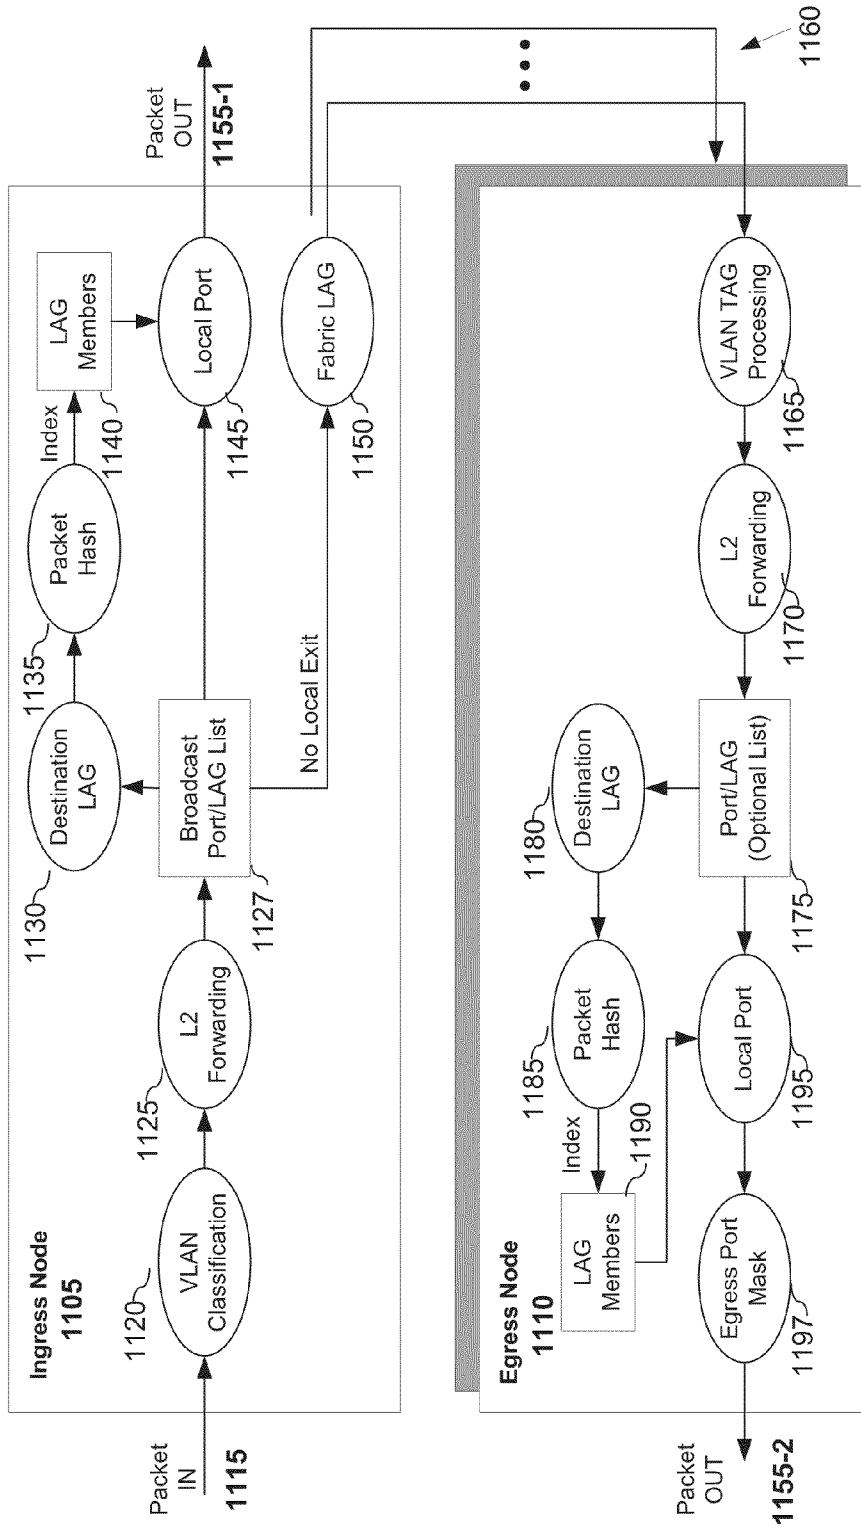 Ingress Node
1105
Packet
IN
1115
VLAN
Classification
1120
L2
Forwarding
1125
Broadcast
Port/LAG List
1127
Destination
LAG
1130
Packet
Hash
1135
Index
LAG
Members
1140
Local Port
1145
Packet
OUT
1155-1
No Local Exit
Fabric LAG
1150
1160
Egress Node
1110
VLAN TAG
Processing
1165
L2
Forwarding
1170
Port/LAG
(Optional List)
1175
Destination
LAG
1180
Packet
Hash
1185
Index
LAG
Members
1190
Local Port
1195
Egress Port
Mask
1197
Packet
OUT
1155-2